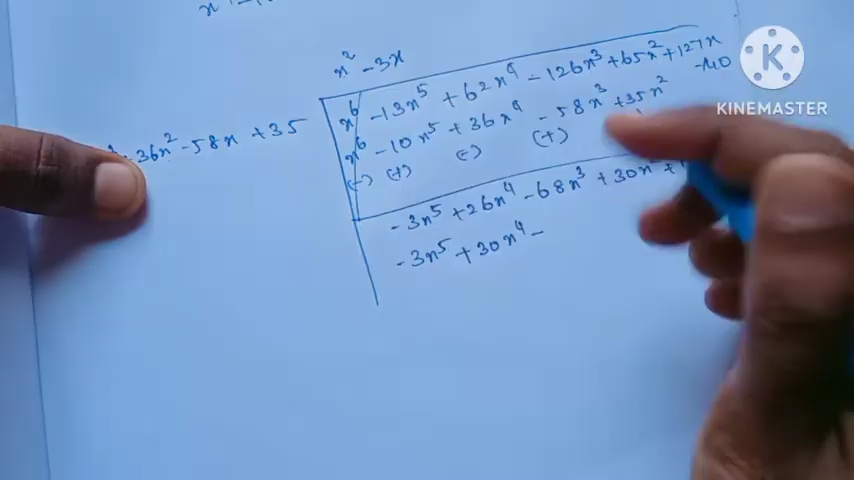 x² - 3x
36x² - 58x + 35
x⁶ - 13x⁵ + 62x⁴ - 126x³ + 65x² + 127x
x⁶ - 10x⁵ + 36x⁴ - 58x³ + 35x²
(-) (+) (-) (+)
- 3x⁵ + 26x⁴ - 68x³ + 30x² +
- 3x⁵ + 30x⁴ -
KINEMASTER